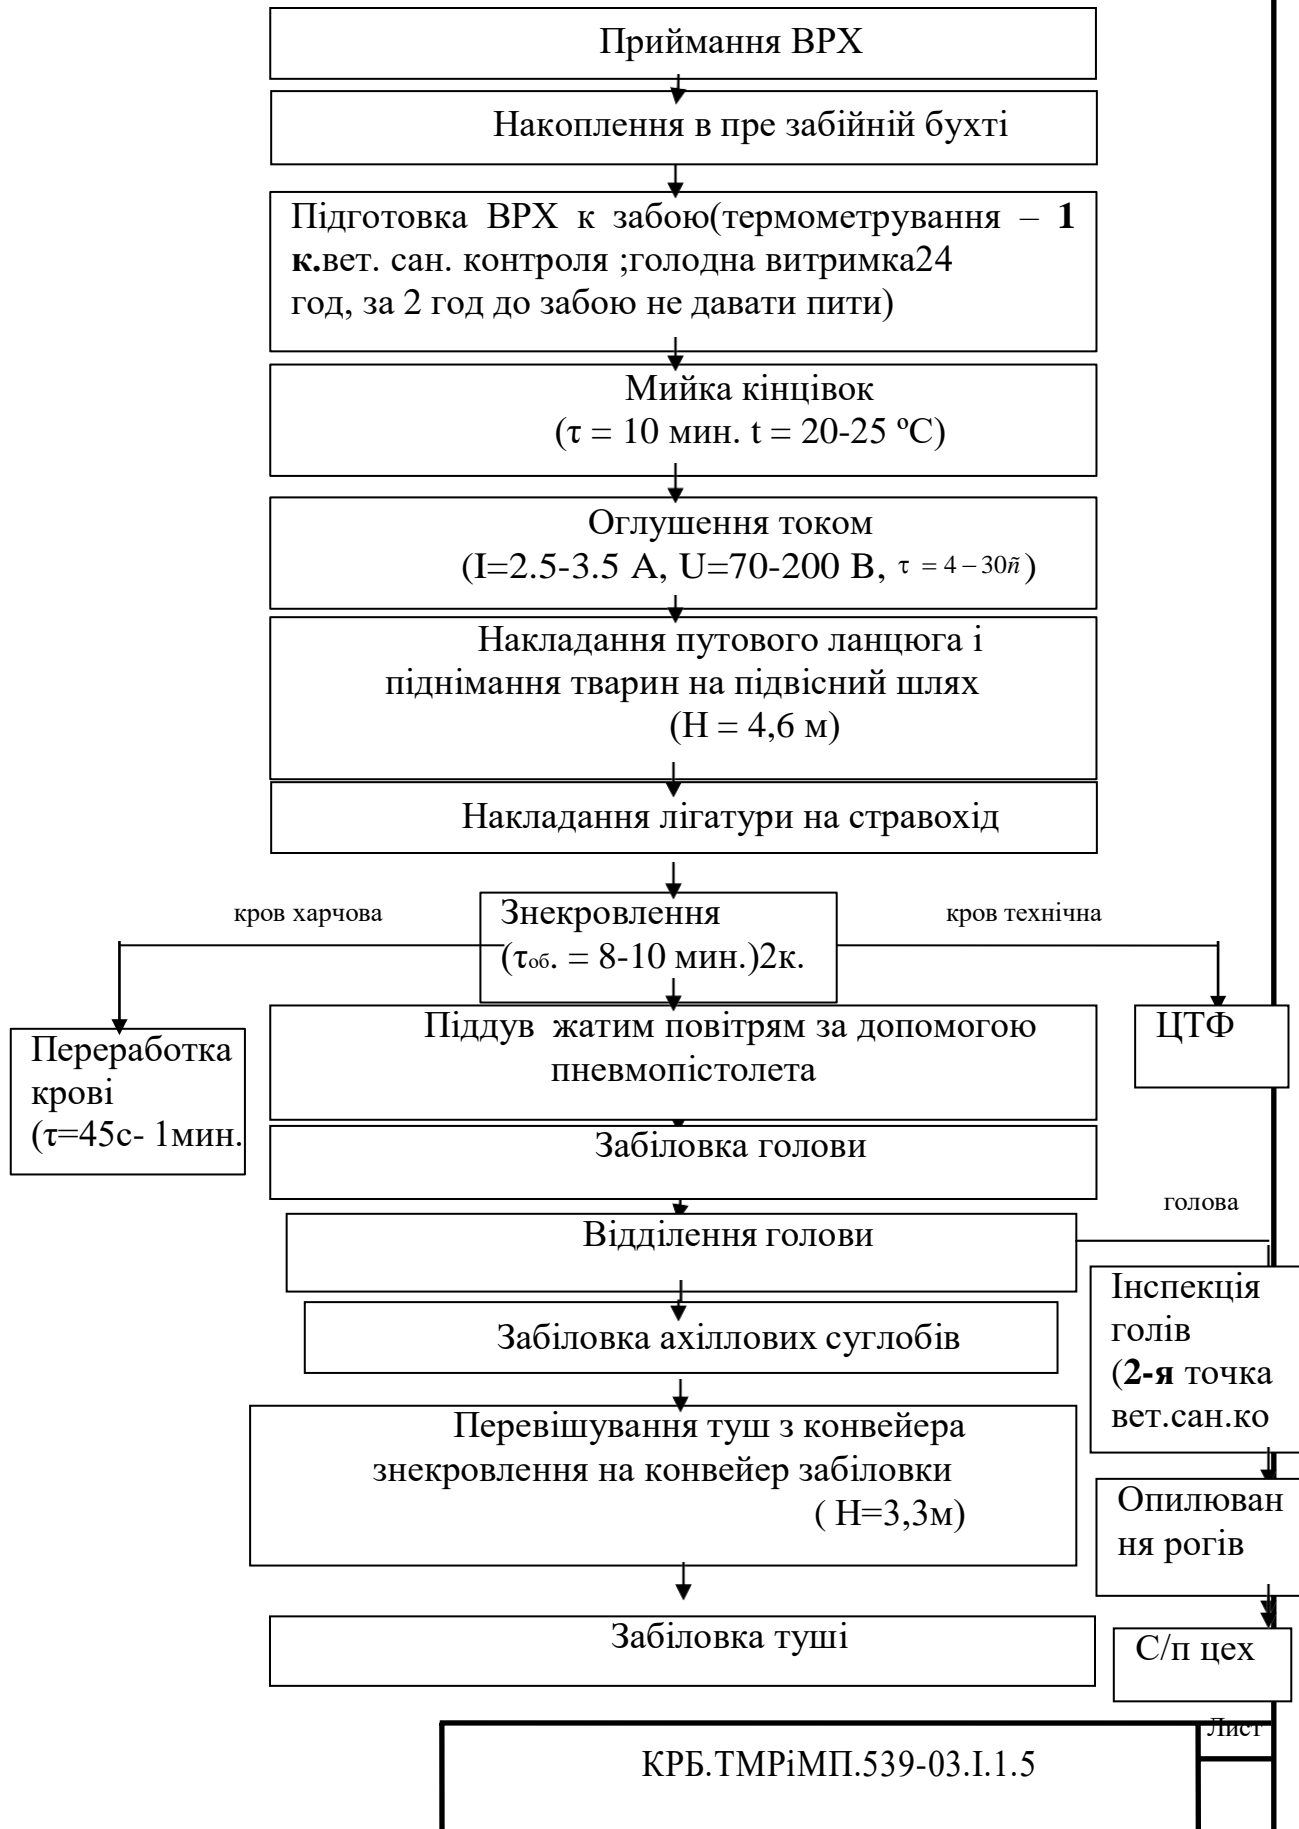 Приймання ВРХ
Накоплення в пре забійній бухті
Підготовка ВРХ к забою(термометрування – 1
к.вет. сан. контроля ;голодна витримка24
год, за 2 год до забою не давати пити)
Мийка кінцівок
(τ = 10 мин. t = 20-25 ºС)
Оглушення током
(I=2.5-3.5 А, U=70-200 В, τ = 4 – 30ñ )
Накладання путового ланцюга і
піднімання тварин на підвісний шлях
(Н = 4,6 м)
Накладання лігатури на стравохід
кров харчова
Знекровлення
(τоб. = 8-10 мин.)2к.
кров технічна
Піддув жатим повітрям за допомогою
пневмопістолета
ЦТФ
Переработка
крові
(τ=45с- 1мин.
Забіловка голови
голова
Відділення голови
Інспекція
голів
(2-я точка
вет.сан.ко
Забіловка ахіллових суглобів
Перевішування туш з конвейера
знекровлення на конвейер забіловки
( Н=3,3м)
Опилюван
ня рогів
Забіловка туші
С/п цех
Лист
КРБ.ТМРіМП.539-03.І.1.5